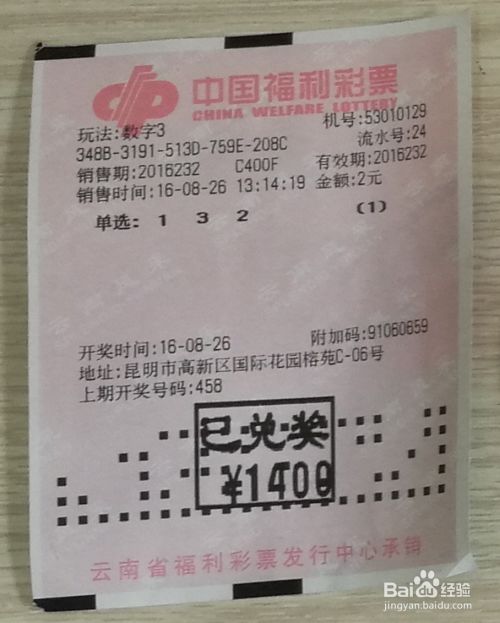 中国福利彩票
CHINA WELFARE LOTTERY
玩法:数字3 机号:53010129
348B-3191-513D-759E-208C 流水号:24
销售期:2016232 C400F 有效期:2016232
销售时间:16-08-26 13:14:19 金额:2元
单选: 1 3 2 (1)
开奖时间:16-08-26 附加码:91060659
地址:昆明市高新区国际花园榕苑C-06号
上期开奖号码:458
已兑奖
¥1400
云南省福利彩票发行中心承销
Baidu经验
jingyan.baidu.com